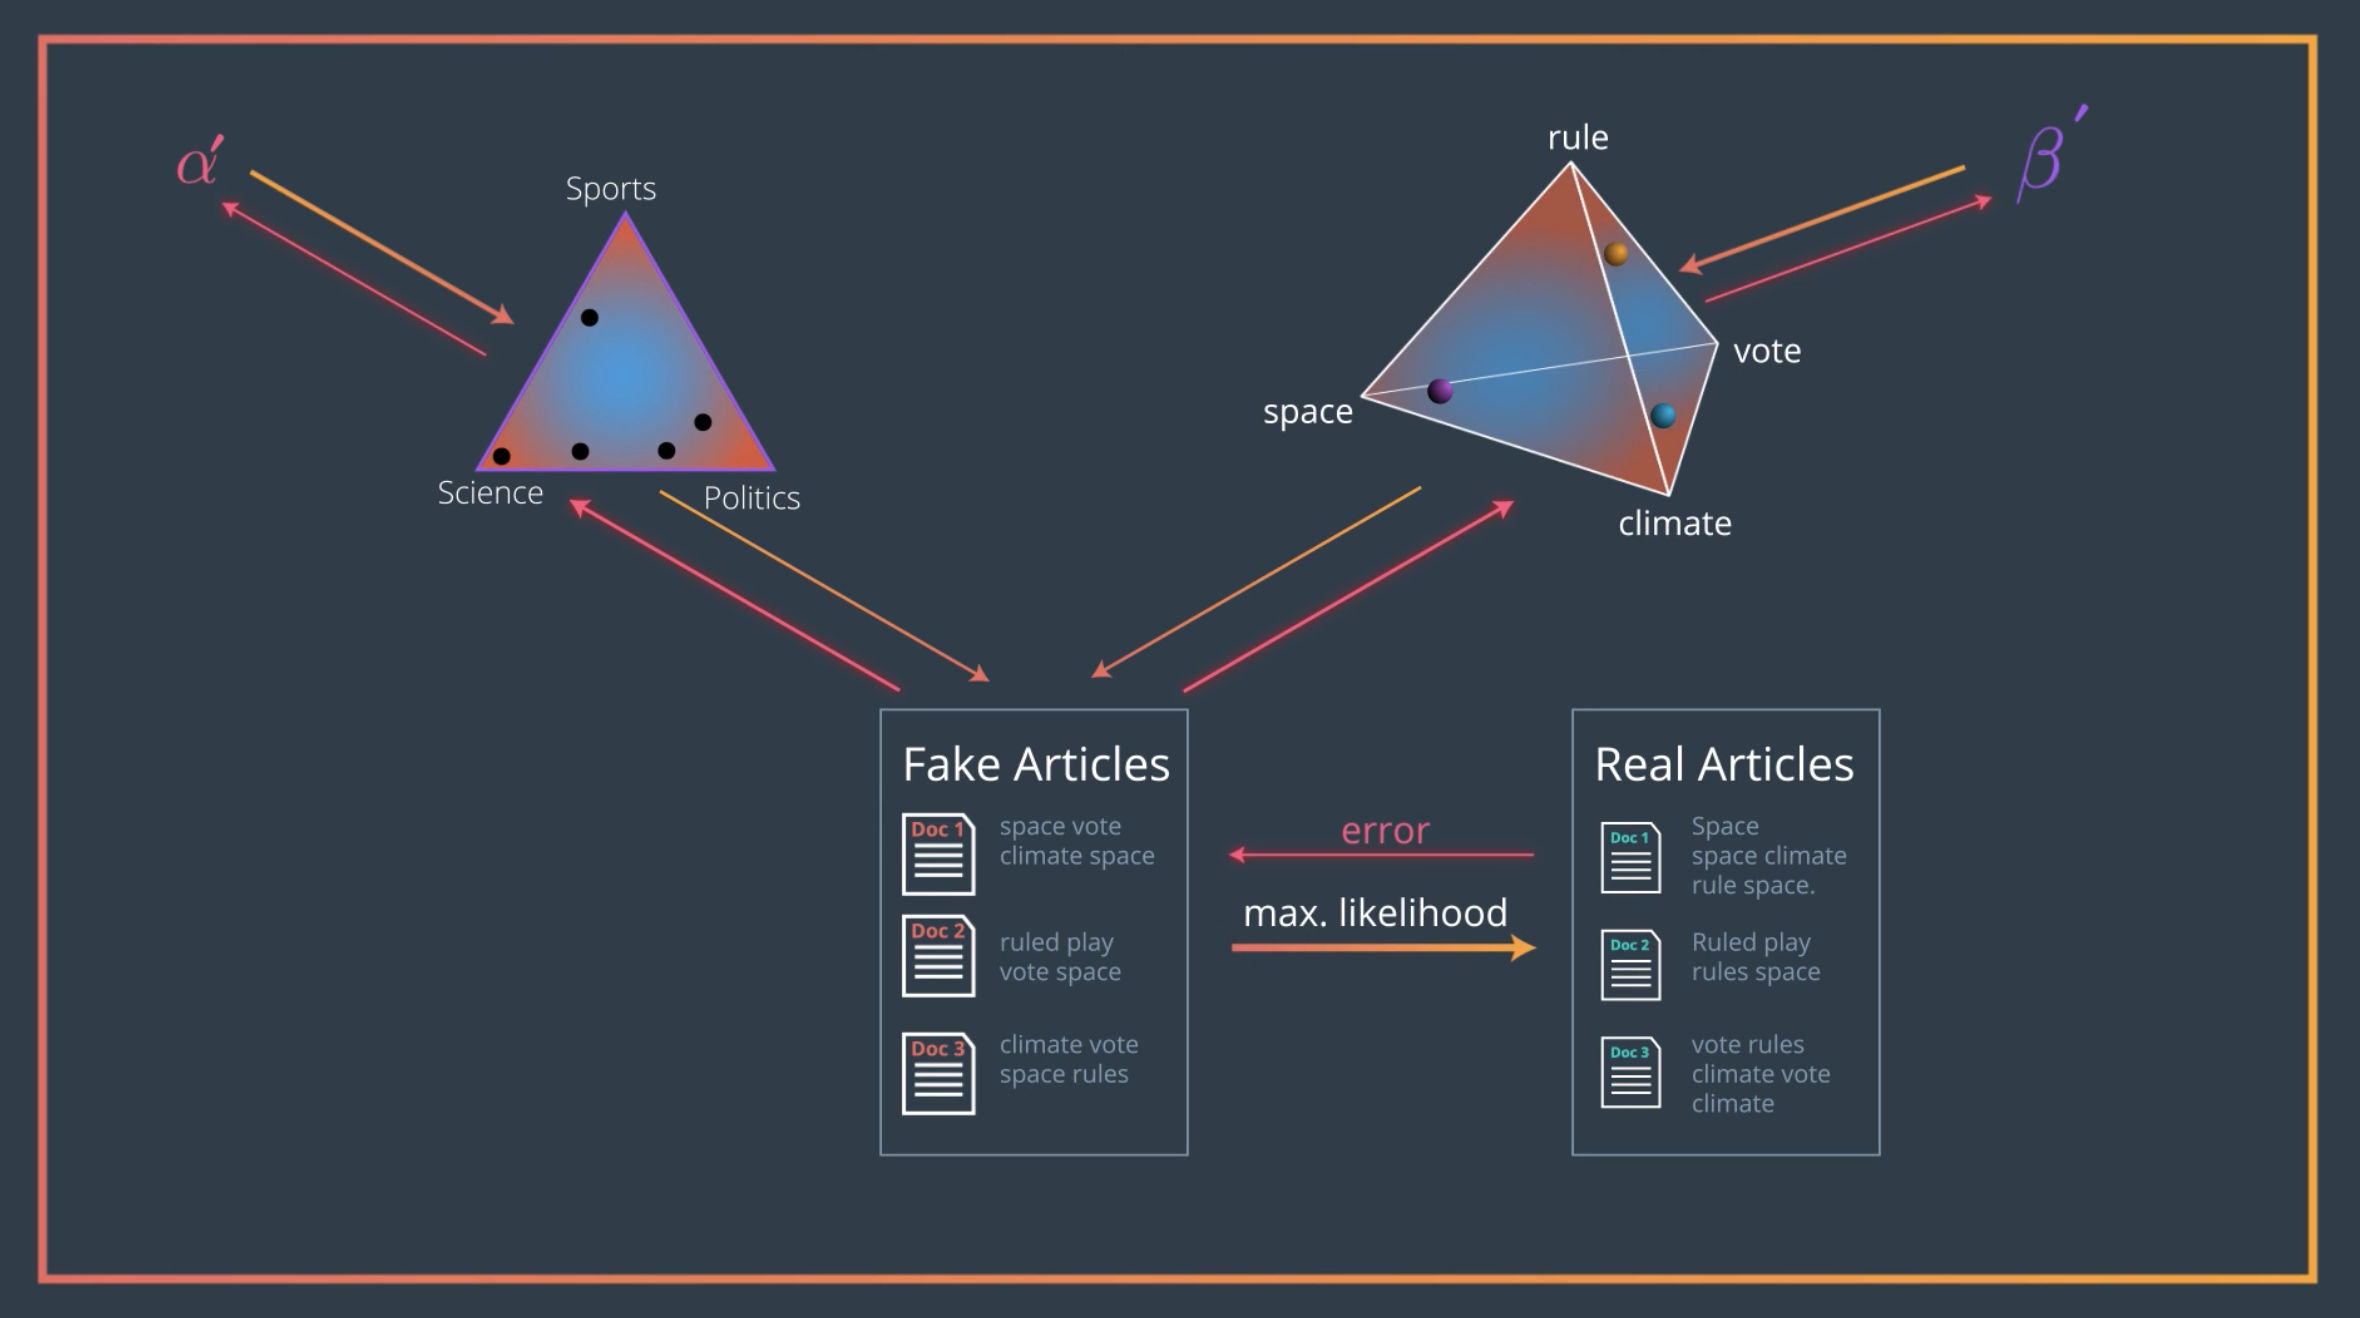 α′
β′
rule
Sports
vote
space
Science
Politics
climate
Fake Articles
Doc 1
space vote
climate space
Doc 2
ruled play
vote space
Doc 3
climate vote
space rules
error
max. likelihood
Real Articles
Doc 1
Space
space climate
rule space.
Doc 2
Ruled play
rules space
Doc 3
vote rules
climate vote
climate